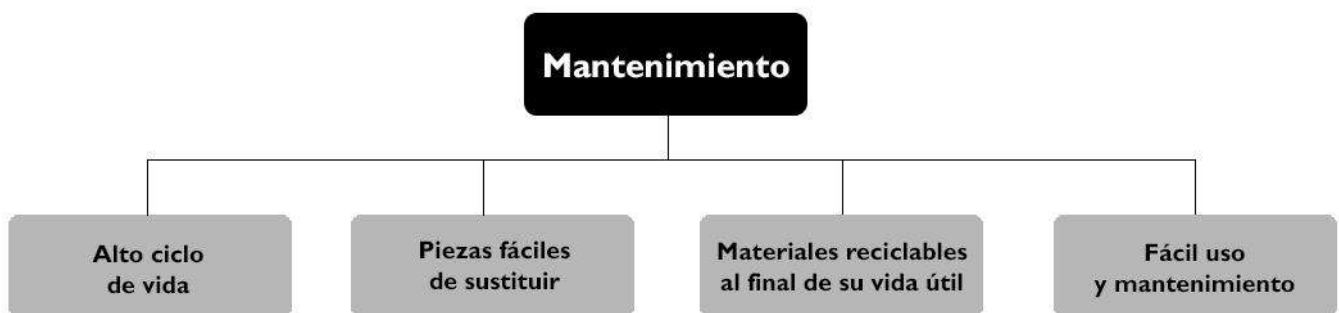 Mantenimiento
Alto ciclo
de vida
Piezas fáciles
de sustituir
Materiales reciclables
al final de su vida útil
Fácil uso
y mantenimiento